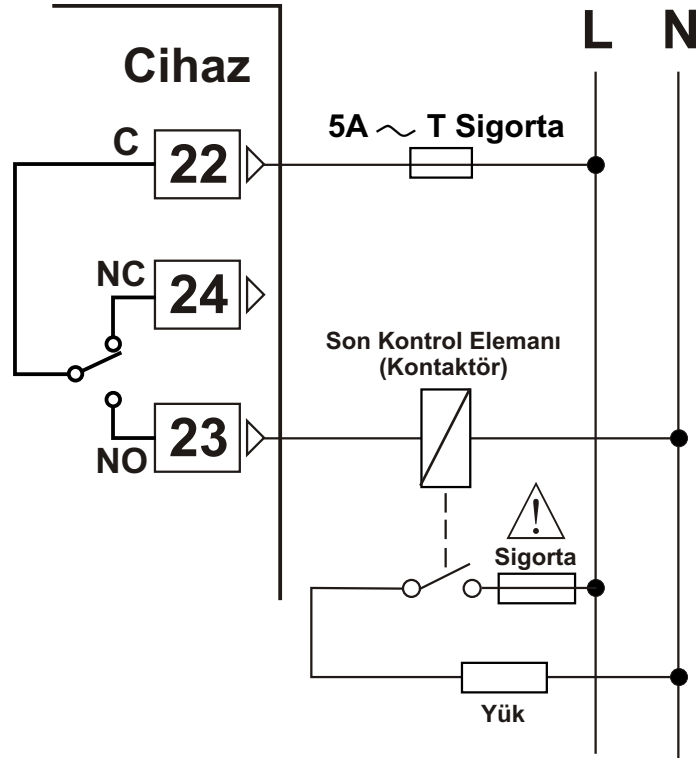 L N
Cihaz
5A ~ T Sigorta
C
22
NC
24
Son Kontrol Elemanı
(Kontaktör)
23
NO
!
Sigorta
Yük